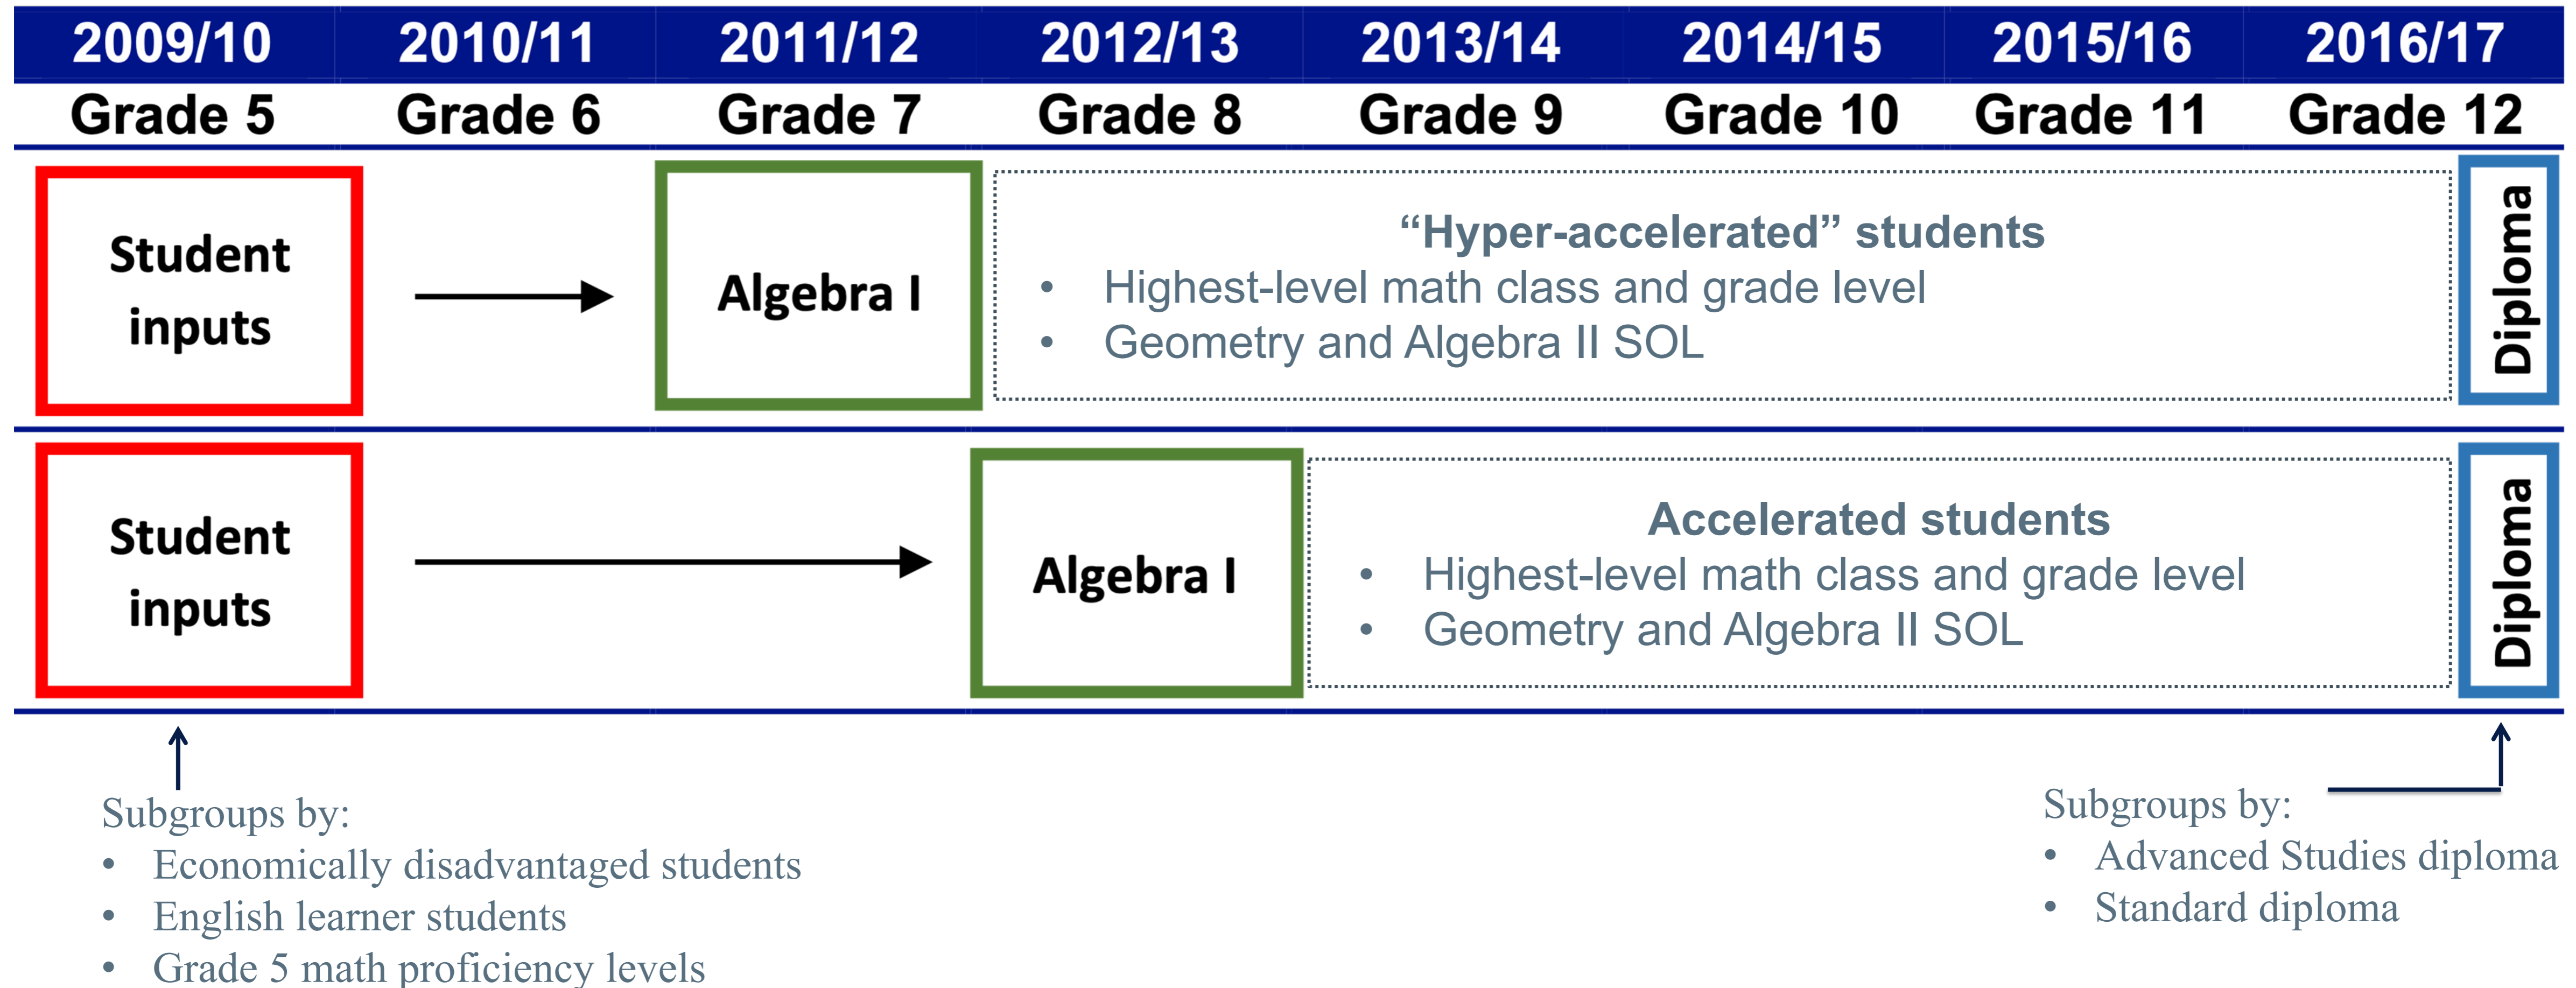 2009/10 2010/11 2011/12 2012/13 2013/14 2014/15 2015/16 2016/17
Grade 5 Grade 6 Grade 7 Grade 8 Grade 9 Grade 10 Grade 11 Grade 12
Student
inputs
Algebra I
“Hyper-accelerated” students
• Highest-level math class and grade level
• Geometry and Algebra II SOL
Diploma
Student
inputs
Algebra I
Accelerated students
• Highest-level math class and grade level
• Geometry and Algebra II SOL
Diploma
Subgroups by:
• Economically disadvantaged students
• English learner students
• Grade 5 math proficiency levels
Subgroups by:
• Advanced Studies diploma
• Standard diploma